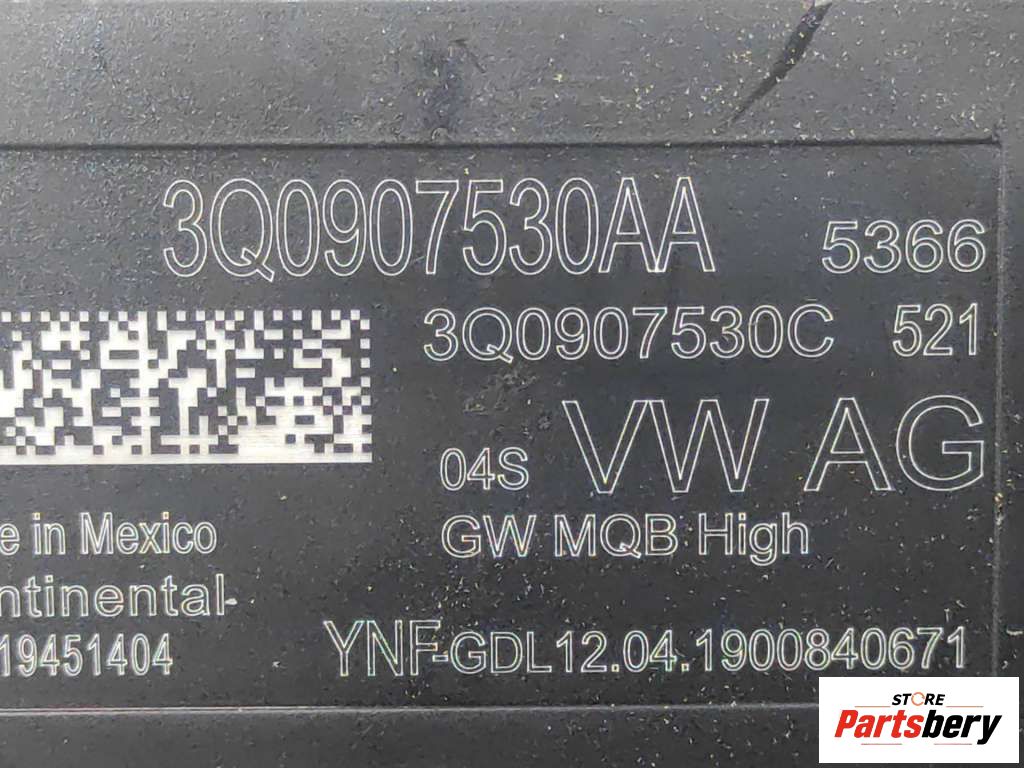 3Q0907530AA 5366
3Q0907530C 521
04S VW AG
GW MQB High
e in Mexico
ntinental
19451404
YNF-GDL12.04.1900840671
STORE
Partsbery